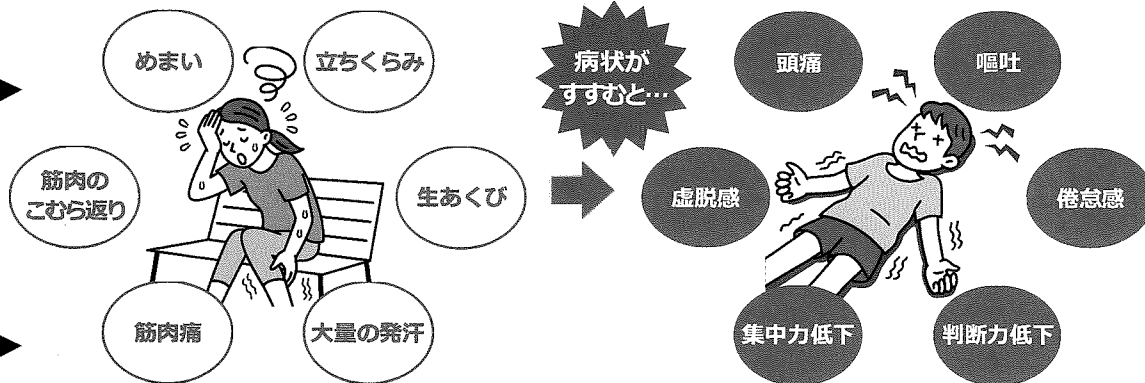 めまい
立ちくらみ
筋肉の
こむら返り
生あくび
筋肉痛
大量の発汗
病状が
すすむと…
頭痛
嘔吐
虚脱感
倦怠感
集中力低下
判断力低下